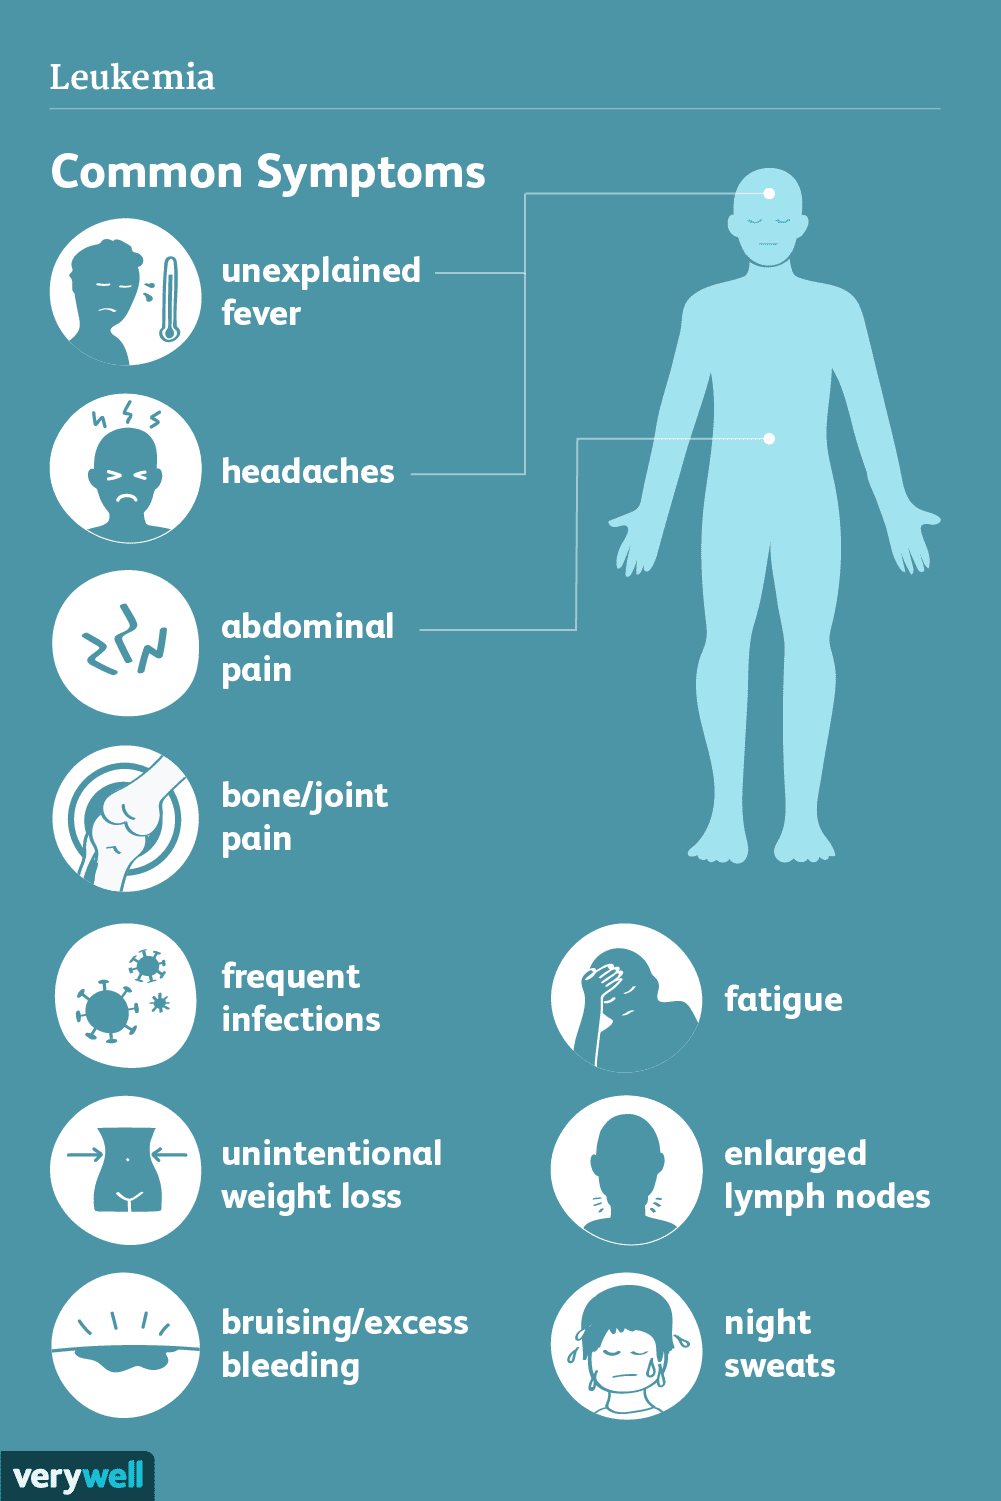 Leukemia
Common Symptoms
unexplained
fever
headaches
abdominal
pain
bone/joint
pain
frequent
infections
fatigue
unintentional
weight loss
enlarged
lymph nodes
bruising/excess
bleeding
night
sweats
verywell